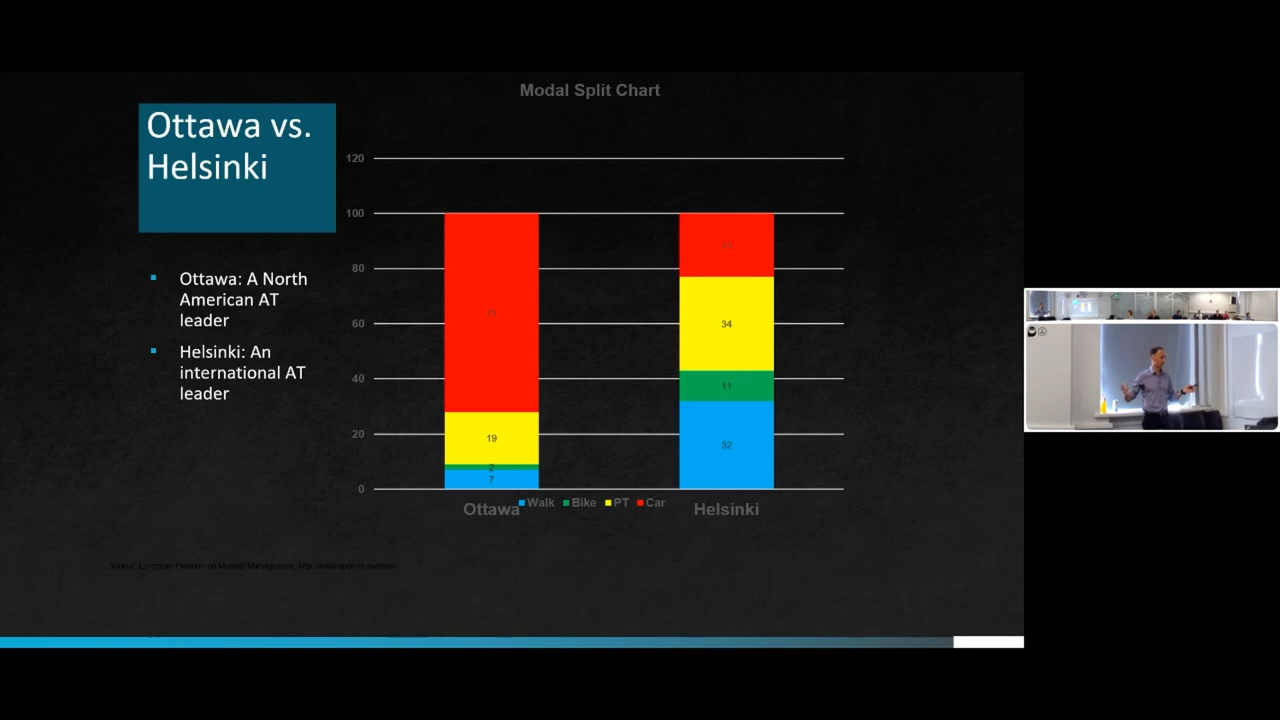 Modal Split Chart
Ottawa vs.
Helsinki
▪ Ottawa: A North
American AT
leader
▪ Helsinki: An
international AT
leader
120
100
80
60
40
20
0
19
2
7
34
11
32
Ottawa
Walk Bike PT Car
Helsinki